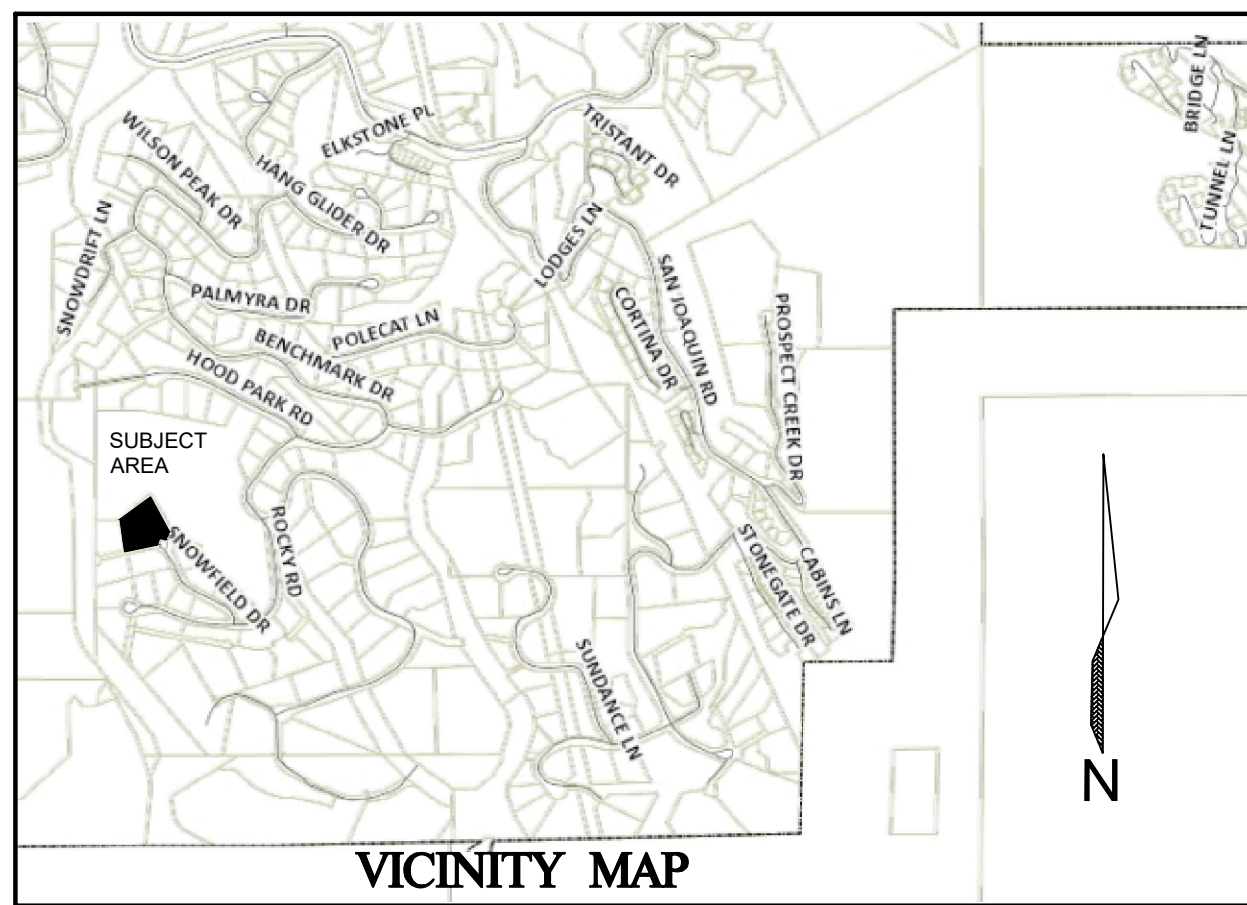 BRIDGE LN
TUNNEL LN
TRISTANT DR
ELKSTONE PL
WILSON PEAK DR
HANG GLIDER DR
SNOWDRIFT LN
LODGES LN
PALMYRA DR
POLECAT LN
BENCHMARK DR
HOOD PARK RD
SAN JOAQUIN RD
CORTINA DR
PROSPECT CREEK DR
SUBJECT
AREA
SNOWFIELD DR
ROCKY RD
STONEGATE DR
CABINS LN
SUNDANCE LN
N
VICINITY MAP